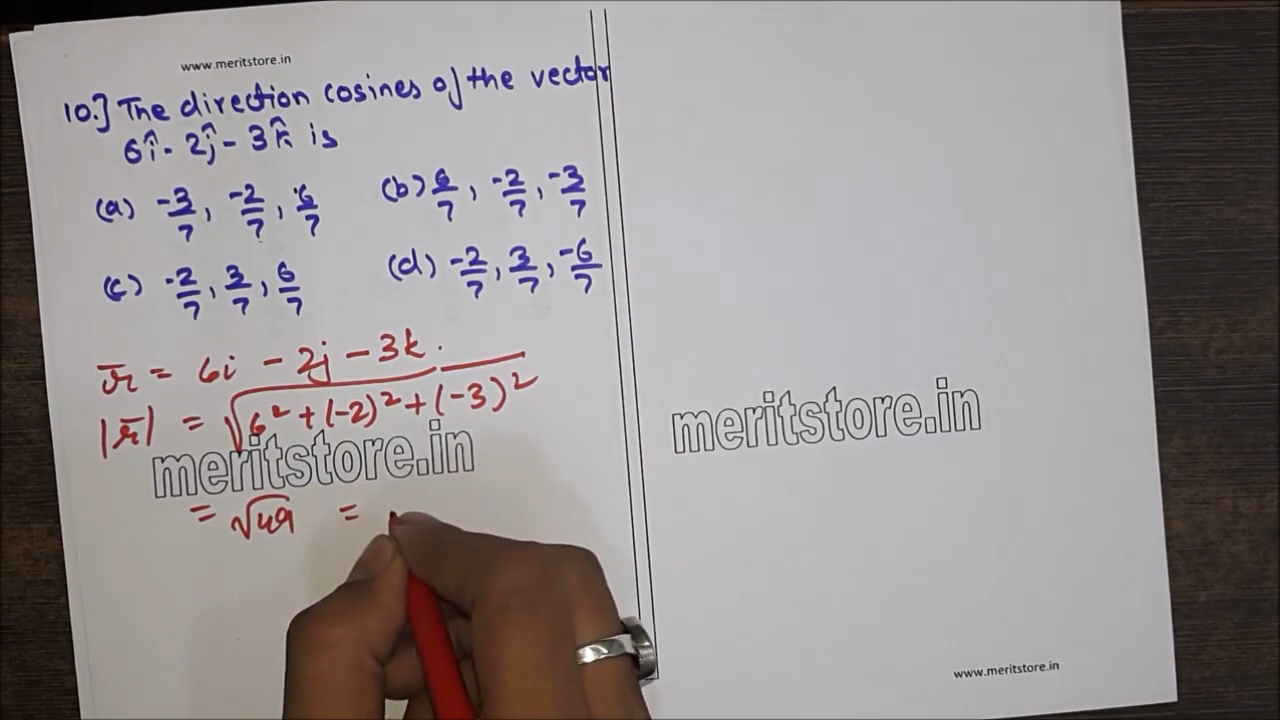 www.meritstore.in
10.] The direction cosines of the vector
6î - 2ĵ - 3k̂ is
(a) -3/7, -2/7, 6/7 (b) 6/7, -2/7, -3/7
(c) -2/7, 3/7, 6/7 (d) -2/7, 3/7, -6/7
r̄ = 6i - 2j - 3k.
|r̄| = √(6² + (-2)² + (-3)²)
meritstore.in
= √49 =
meritstore.in
www.meritstore.in